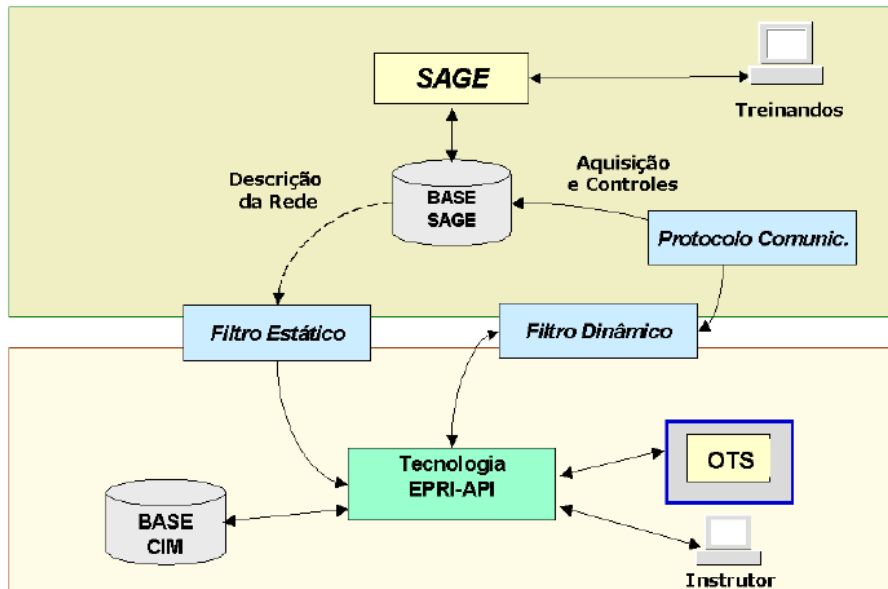 SAGE
Treinandos
Descrição
da Rede
BASE
SAGE
Aquisição
e Controles
Protocolo Comunic.
Filtro Estático
Filtro Dinâmico
Tecnologia
EPRI-API
OTS
BASE
CIM
Instrutor